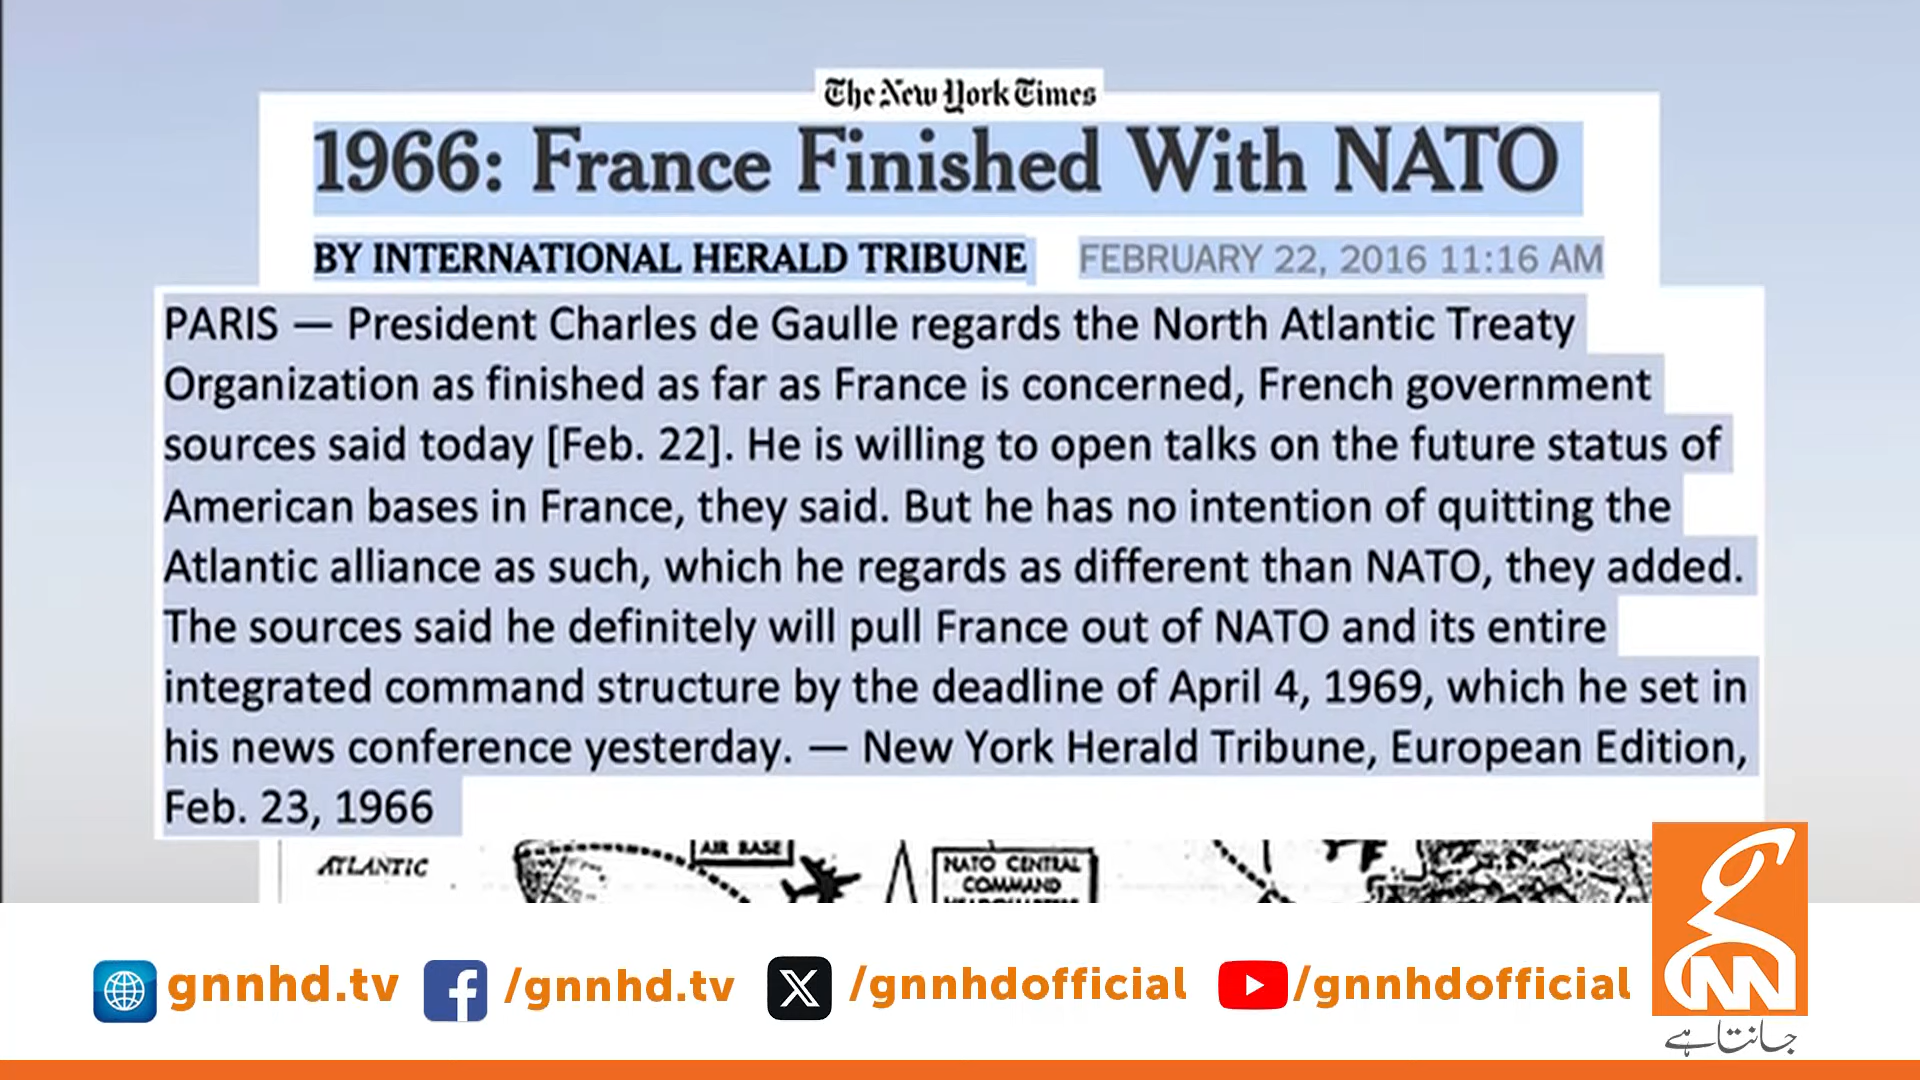 The New York Times
1966: France Finished With NATO
BY INTERNATIONAL HERALD TRIBUNE FEBRUARY 22, 2016 11:16 AM
PARIS — President Charles de Gaulle regards the North Atlantic Treaty
Organization as finished as far as France is concerned, French government
sources said today [Feb. 22]. He is willing to open talks on the future status of
American bases in France, they said. But he has no intention of quitting the
Atlantic alliance as such, which he regards as different than NATO, they added.
The sources said he definitely will pull France out of NATO and its entire
integrated command structure by the deadline of April 4, 1969, which he set in
his news conference yesterday. — New York Herald Tribune, European Edition,
Feb. 23, 1966
ATLANTIC
AIR BASE
NATO CENTRAL
COMMAND
HEADQUARTERS
gnnhd.tv /gnnhd.tv /gnnhdofficial /gnnhdofficial
GNN
جانتا ہے